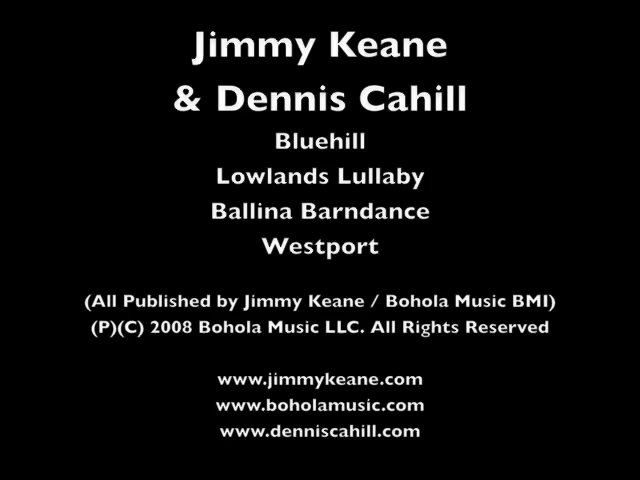 Jimmy Keane
& Dennis Cahill
Bluehill
Lowlands Lullaby
Ballina Barndance
Westport
(All Published by Jimmy Keane / Bohola Music BMI)
(P)(C) 2008 Bohola Music LLC. All Rights Reserved
www.jimmykeane.com
www.boholamusic.com
www.denniscahill.com